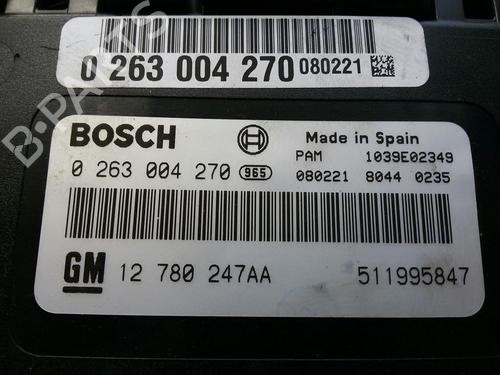 0 263 004 270 080221
B-PARTS
BOSCH
Made in Spain
0 263 004 270 965
PAM 1039E02349
080221 8044 0235
GM 12 780 247AA 511995847